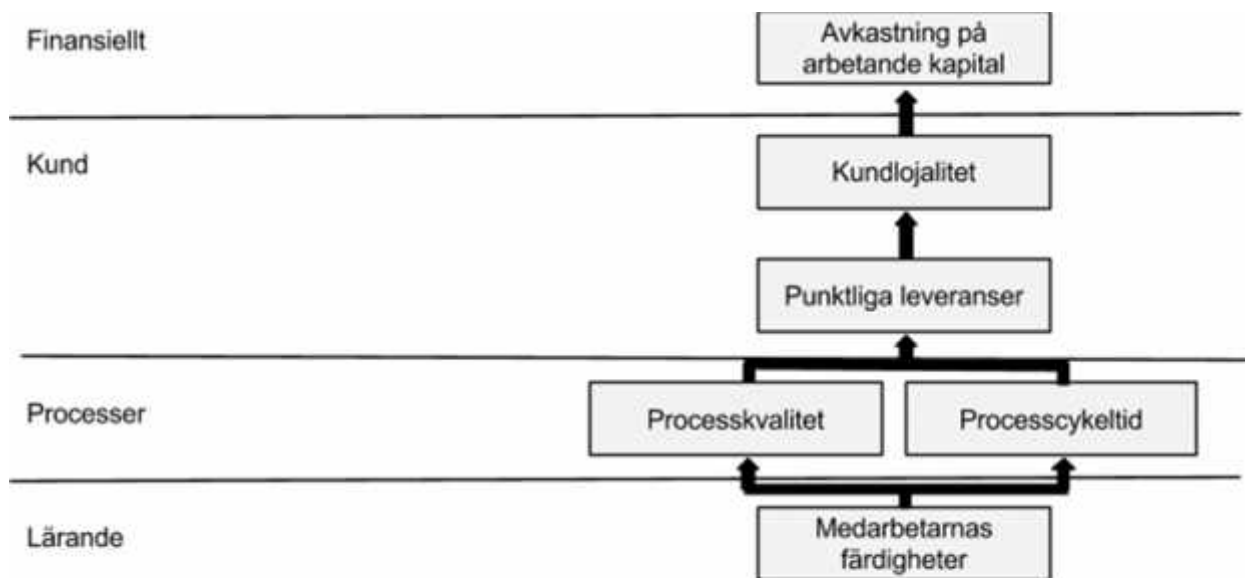 Finansiellt
Avkastning på
arbetande kapital
Kund
Kundlojalitet
Punktliga leveranser
Processer
Processkvalitet
Processcykeltid
Lärande
Medarbetarnas
färdigheter